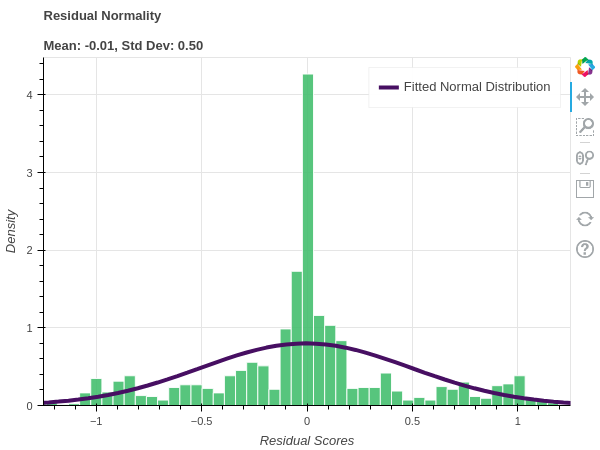 Residual Normality
Mean: -0.01, Std Dev: 0.50
Fitted Normal Distribution
Density
4
3
2
1
0
−1
−0.5
0
0.5
1
Residual Scores